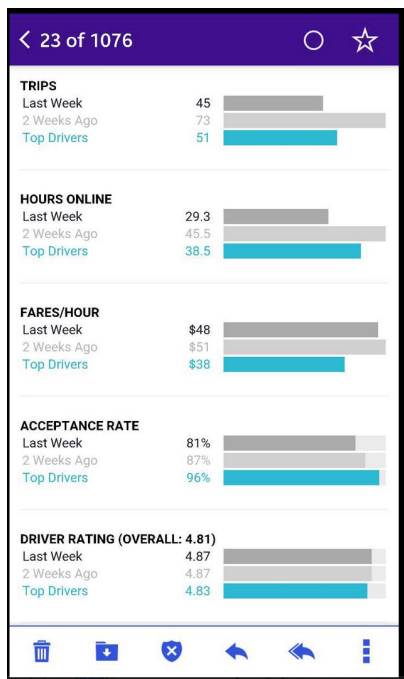 23 of 1076
TRIPS
Last Week 45
2 Weeks Ago 73
Top Drivers 51
HOURS ONLINE
Last Week 29.3
2 Weeks Ago 45.5
Top Drivers 38.5
FARES/HOUR
Last Week $48
2 Weeks Ago $51
Top Drivers $38
ACCEPTANCE RATE
Last Week 81%
2 Weeks Ago 87%
Top Drivers 96%
DRIVER RATING (OVERALL: 4.81)
Last Week 4.87
2 Weeks Ago 4.87
Top Drivers 4.83